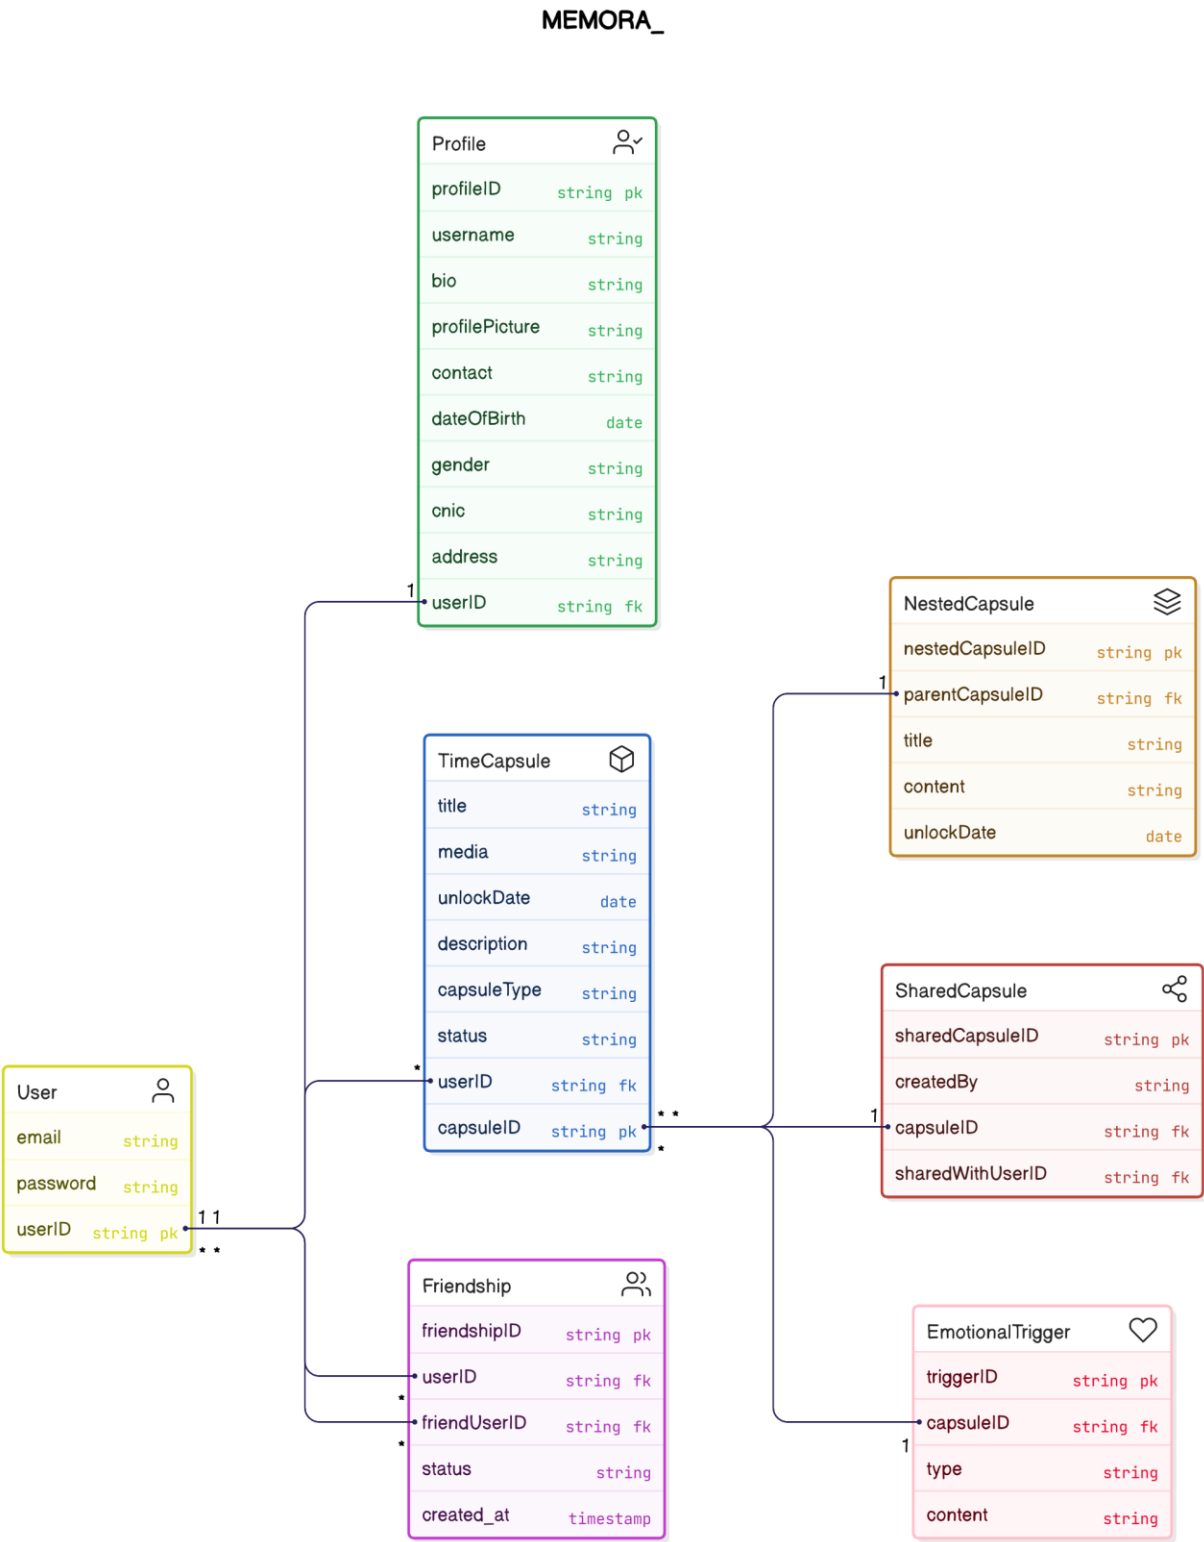 MEMORA_
Profile
profileID string pk
username string
bio string
profilePicture string
contact string
dateOfBirth date
gender string
cnic string
address string
1 userID string fk
TimeCapsule
title string
media string
unlockDate date
description string
capsuleType string
status string
* userID string fk
capsuleID string pk * *
*
User
email string
password string
userID string pk 1 1
* *
Friendship
friendshipID string pk
userID string fk
*
friendUserID string fk
*
status string
created_at timestamp
NestedCapsule
nestedCapsuleID string pk
1 parentCapsuleID string fk
title string
content string
unlockDate date
SharedCapsule
sharedCapsuleID string pk
createdBy string
1 capsuleID string fk
sharedWithUserID string fk
EmotionalTrigger
triggerID string pk
capsuleID string fk
1
type string
content string